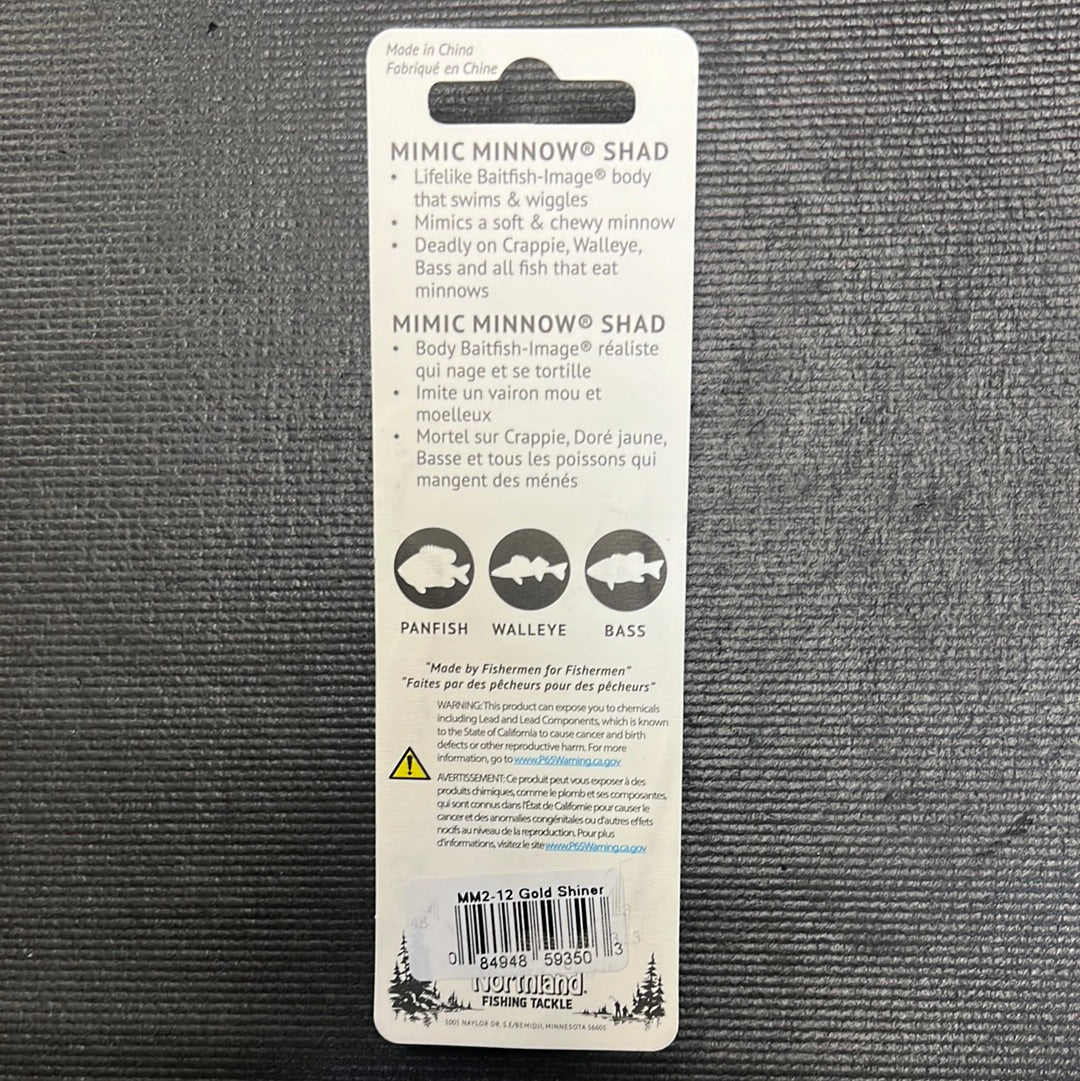 Made in China
Fabriqué en Chine
MIMIC MINNOW® SHAD
• Lifelike Baitfish-Image® body
that swims & wiggles
• Mimics a soft & chewy minnow
• Deadly on Crappie, Walleye,
Bass and all fish that eat
minnows
MIMIC MINNOW® SHAD
• Body Baitfish-Image® réaliste
qui nage et se tortille
• Imite un vairon mou et
moelleux
• Mortel sur Crappie, Doré jaune,
Basse et tous les poissons qui
mangent des ménés
PANFISH WALLEYE BASS
"Made by Fishermen for Fishermen"
"Faites par des pêcheurs pour des pêcheurs"
WARNING: This product can expose you to chemicals
including Lead and Lead Components, which is known
to the State of California to cause cancer and birth
defects or other reproductive harm. For more
information, go to www.P65Warning.ca.gov
AVERTISSEMENT: Ce produit peut vous exposer à des
produits chimiques, comme le plomb et ses composantes,
qui sont connus dans l'État de Californie pour causer le
cancer et des anomalies congénitales ou d'autres effets
nocifs au niveau de la reproduction. Pour plus
d'informations, visitez le site www.P65Warning.ca.gov
MM2-12 Gold Shiner
0 84948 59350 3
Northland.
FISHING TACKLE
1001 NAYLOR DR. S.E/BEMIDJI, MINNESOTA 56601